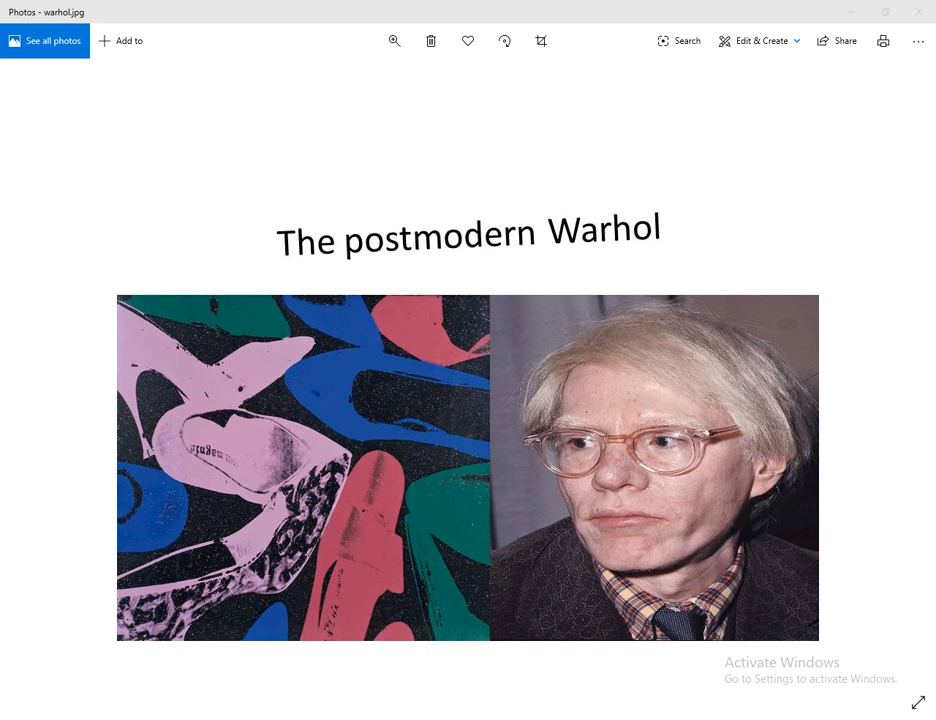 Photos - warhol.jpg
See all photos
Add to
Search
Edit & Create
Share
The postmodern Warhol
Activate Windows
Go to Settings to activate Windows.